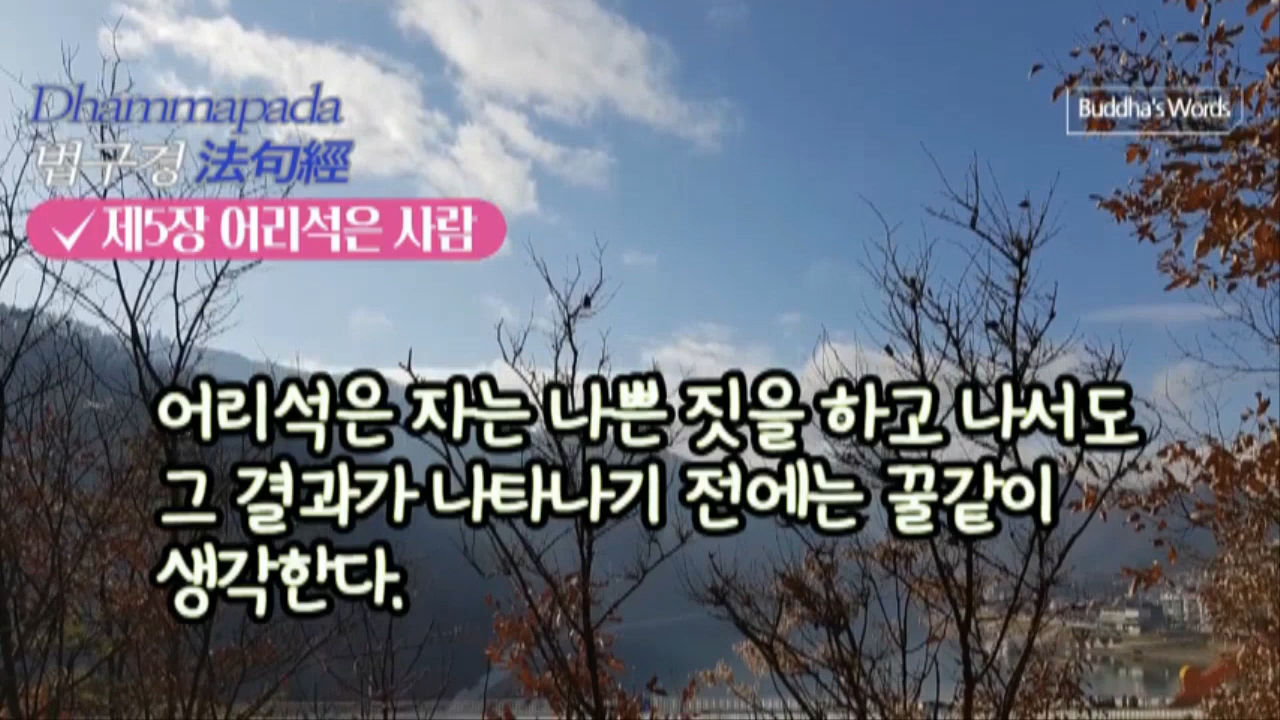 Dhammapada
Buddha's Words
법구경 法句經
제5장 어리석은 사람
어리석은 자는 나쁜 짓을 하고 나서도
그 결과가 나타나기 전에는 꿀같이
생각한다.